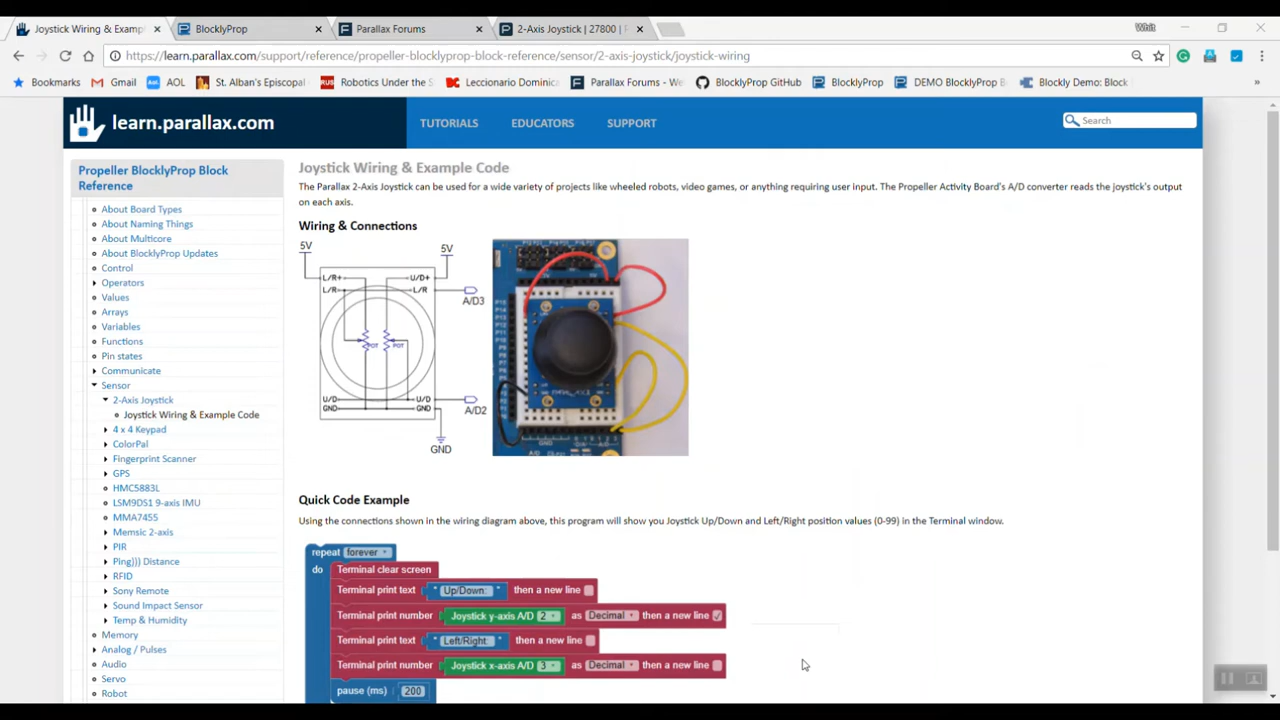 Joystick Wiring & Examp
BlocklyProp
Parallax Forums
2-Axis Joystick | 27800 | P
Whit
https://learn.parallax.com/support/reference/propeller-blocklyprop-block-reference/sensor/2-axis-joystick/joystick-wiring
Bookmarks
Gmail
AOL
St. Alban's Episcopal
Robotics Under the S
Leccionario Dominica
Parallax Forums - We
BlocklyProp GitHub
BlocklyProp
DEMO BlocklyProp B
Blockly Demo: Block
learn.parallax.com
TUTORIALS
EDUCATORS
SUPPORT
Search
Propeller BlocklyProp Block
Reference
About Board Types
About Naming Things
About Multicore
About BlocklyProp Updates
Control
Operators
Values
Arrays
Variables
Functions
Pin states
Communicate
Sensor
2-Axis Joystick
Joystick Wiring & Example Code
4 x 4 Keypad
ColorPal
Fingerprint Scanner
GPS
HMC5883L
LSM9DS1 9-axis IMU
MMA7455
Memsic 2-axis
PIR
Ping))) Distance
RFID
Sony Remote
Sound Impact Sensor
Temp & Humidity
Memory
Analog / Pulses
Audio
Servo
Robot
Joystick Wiring & Example Code
The Parallax 2-Axis Joystick can be used for a wide variety of projects like wheeled robots, video games, or anything requiring user input. The Propeller Activity Board's A/D converter reads the joystick's output
on each axis.
Wiring & Connections
5V
5V
L/R+
U/D+
L/R
L/R
A/D3
POT
POT
U/D
U/D
GND
GND
A/D2
GND
Quick Code Example
Using the connections shown in the wiring diagram above, this program will show you Joystick Up/Down and Left/Right position values (0-99) in the Terminal window.
repeat forever
do Terminal clear screen
Terminal print text " Up/Down: " then a new line
Terminal print number Joystick y-axis A/D 2 as Decimal then a new line
Terminal print text " Left/Right: " then a new line
Terminal print number Joystick x-axis A/D 3 as Decimal then a new line
pause (ms) 200